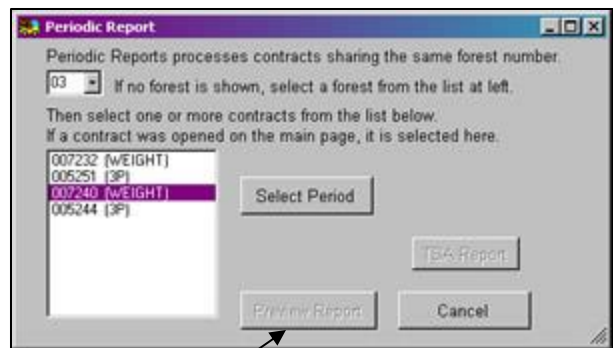 Periodic Report
Periodic Reports processes contracts sharing the same forest number.
03 If no forest is shown, select a forest from the list at left.
Then select one or more contracts from the list below.
If a contract was opened on the main page, it is selected here.
007232 (WEIGHT)
005251 (3P)
007240 (WEIGHT)
005244 (3P)
Select Period
TBA Report
Preview Report
Cancel